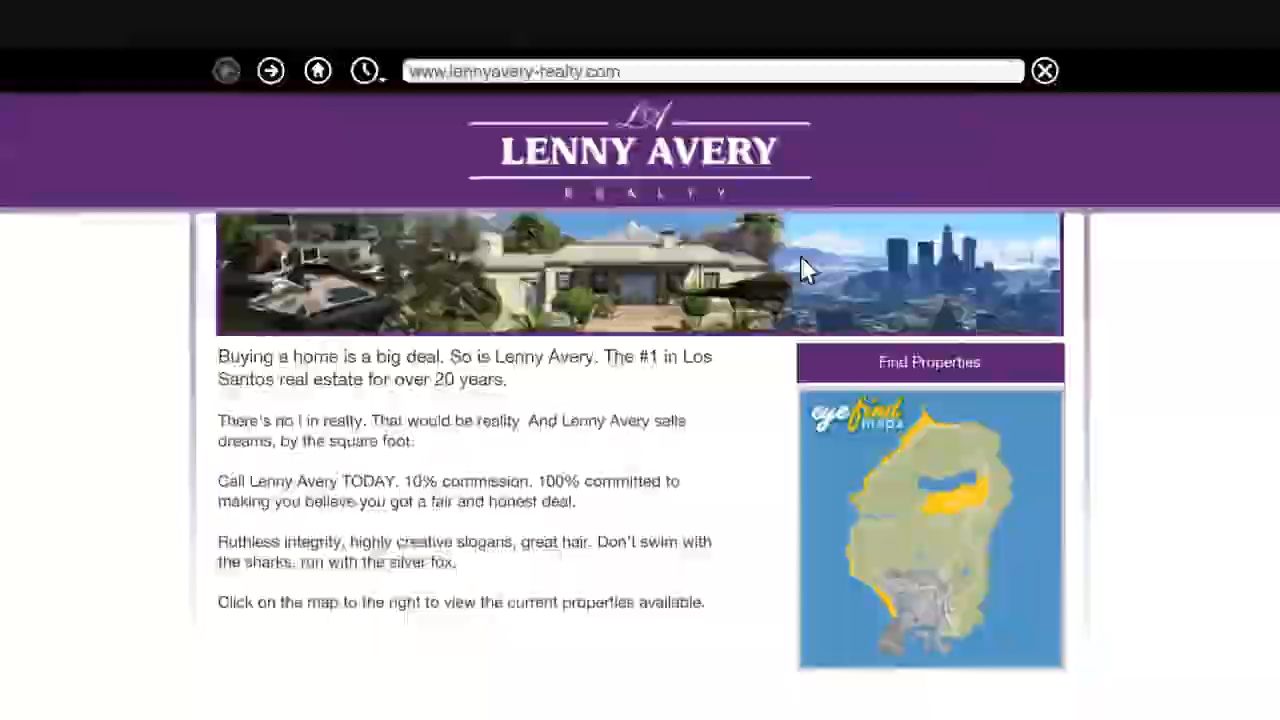 www.lennyavery-realty.com
LA
LENNY AVERY
REALTY
Buying a home is a big deal. So is Lenny Avery. The #1 in Los
Santos real estate for over 20 years.
There's no I in realty. That would be reality. And Lenny Avery sells
dreams, by the square foot.
Call Lenny Avery TODAY. 10% commission. 100% committed to
making you believe you got a fair and honest deal.
Ruthless integrity, highly creative slogans, great hair. Don't swim with
the sharks, run with the silver fox.
Click on the map to the right to view the current properties available.
Find Properties
eyefind
maps